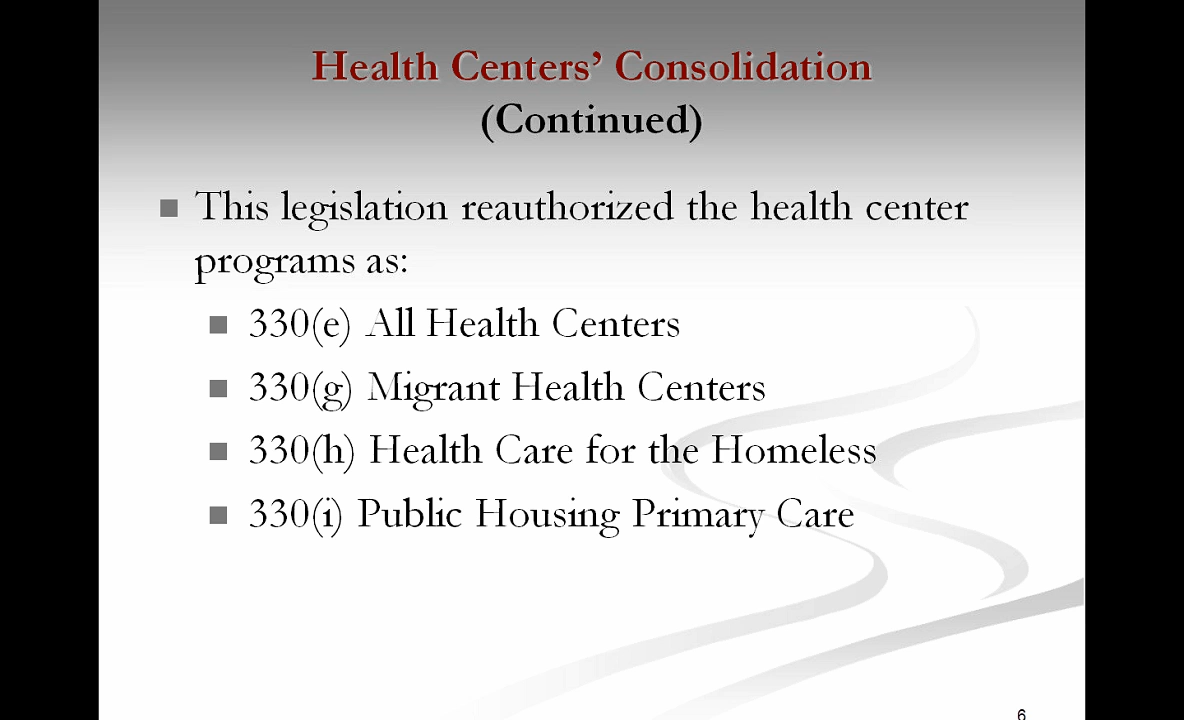 Health Centers’ Consolidation
(Continued)
This legislation reauthorized the health center
programs as:
330(e) All Health Centers
330(g) Migrant Health Centers
330(h) Health Care for the Homeless
330(i) Public Housing Primary Care
6